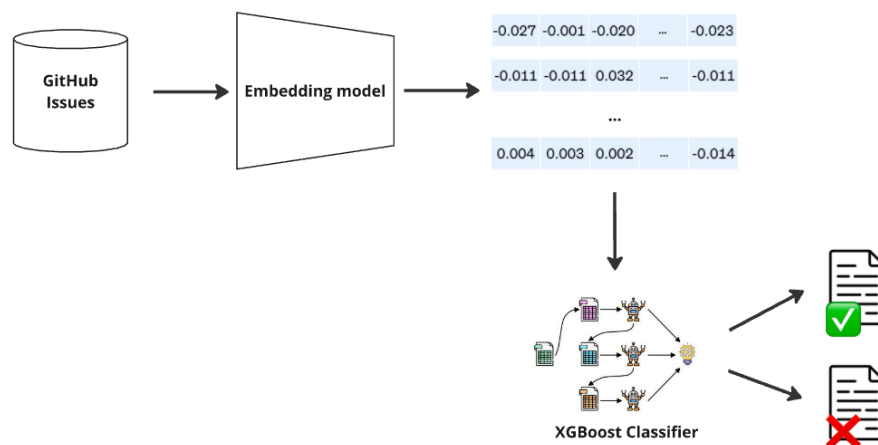 GitHub
Issues
Embedding model
-0.027 -0.001 -0.020 ... -0.023
-0.011 -0.011 0.032 ... -0.011
...
0.004 0.003 0.002 ... -0.014
XGBoost Classifier